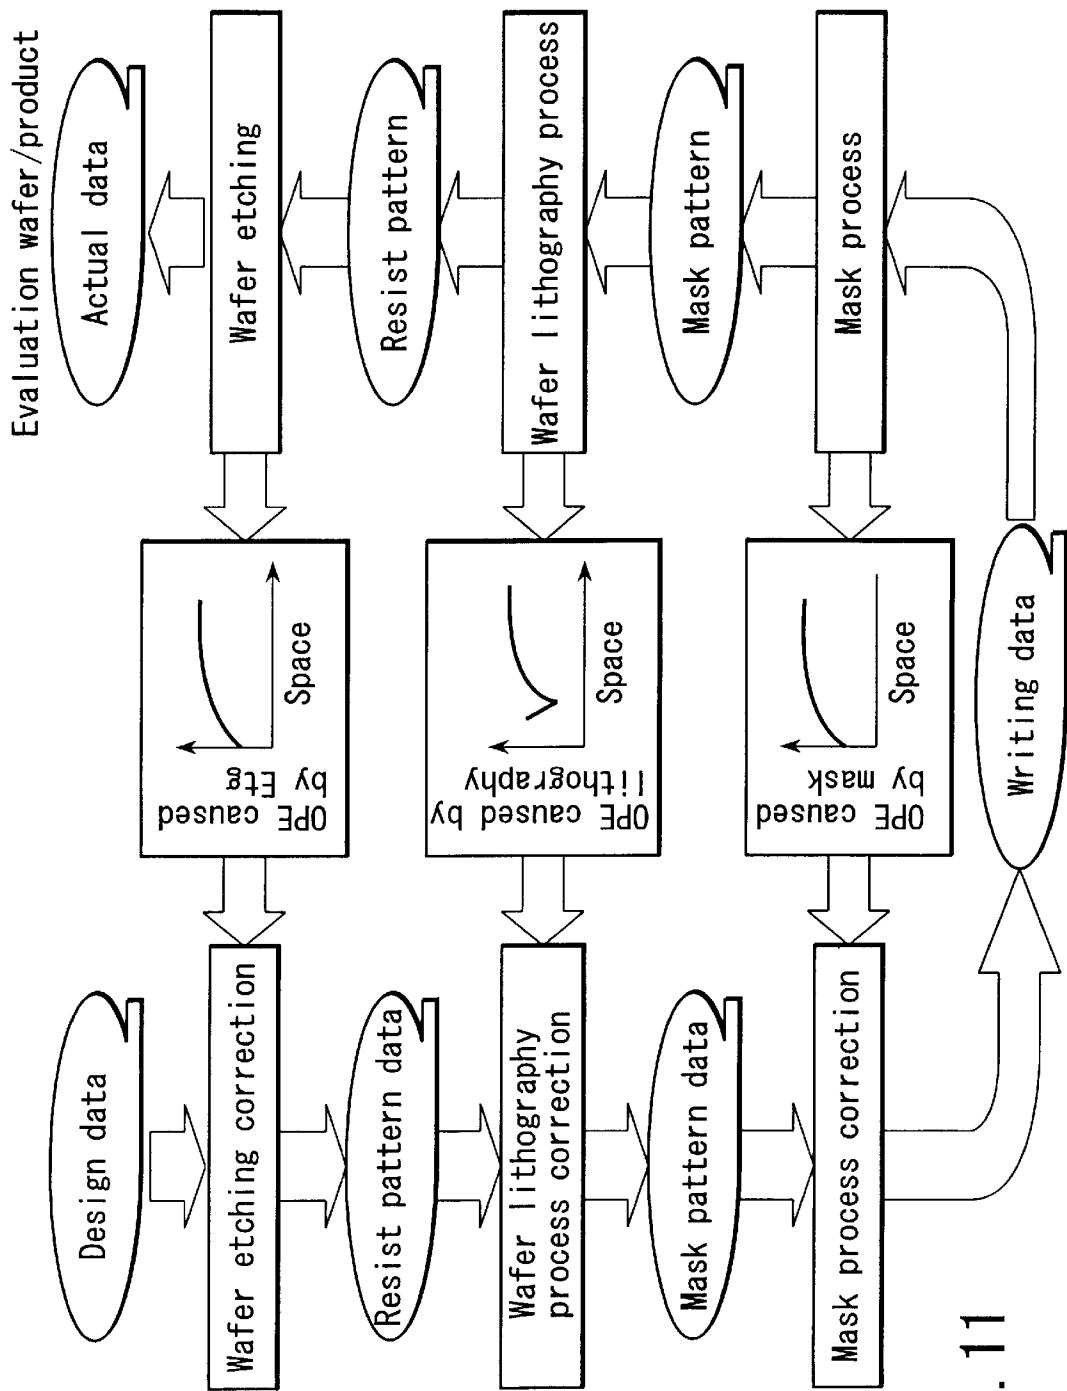 Evaluation wafer/product
Design data
Wafer etching correction
Resist pattern data
Wafer lithography
process correction
Mask pattern data
Mask process correction
OPE caused
by Etg
Space
OPE caused by
lithography
Space
OPE caused
by mask
Space
Writing data
Actual data
Wafer etching
Resist pattern
Wafer lithography process
Mask pattern
Mask process
. 11